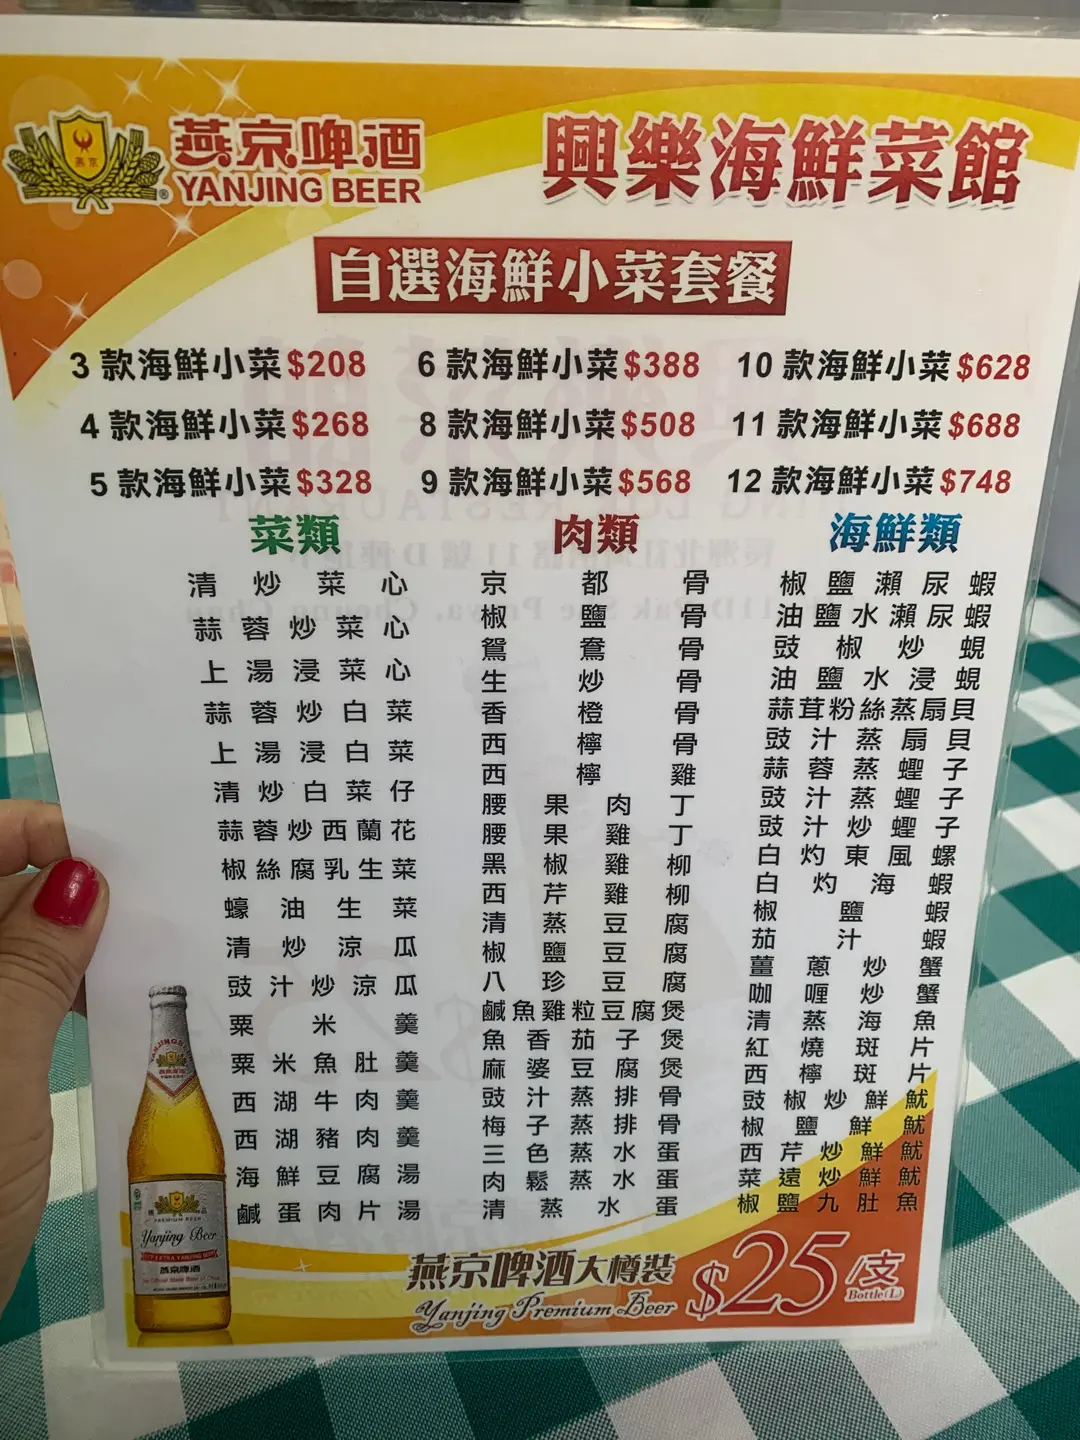 燕京啤酒
YANJING BEER
興樂海鮮菜館
自選海鮮小菜套餐
3 款海鮮小菜 $208
4 款海鮮小菜 $268
5 款海鮮小菜 $328
6 款海鮮小菜 $388
8 款海鮮小菜 $508
9 款海鮮小菜 $568
10 款海鮮小菜 $628
11 款海鮮小菜 $688
12 款海鮮小菜 $748
菜類
清炒菜心
蒜蓉炒菜心
上湯浸菜心
蒜蓉炒白菜
上湯浸白菜
清炒白菜仔
蒜蓉炒西蘭花
椒絲腐乳生菜
蠔油生菜
清炒涼瓜
豉汁炒涼瓜
粟米羹
粟米魚肚羹
西湖牛肉羹
西湖豬肉羹
海鮮豆腐湯
鹹蛋肉片湯
肉類
京都骨
椒鹽骨
鴛鴦骨
生炒骨
香橙骨
西檸骨
西檸雞
腰果肉丁
腰果雞丁
黑椒雞柳
西芹雞柳
清蒸豆腐
椒鹽豆腐
八珍豆腐
鹹魚雞粒豆腐煲
魚香茄子煲
麻婆豆腐煲
豉汁蒸排骨
梅子蒸排骨
三色蒸水蛋
肉鬆蒸水蛋
清蒸水蛋
海鮮類
椒鹽瀨尿蝦
油鹽水瀨尿蝦
豉椒炒蜆
油鹽水浸蜆
蒜茸粉絲蒸扇貝
豉汁蒸扇貝
蒜蓉蒸蟶子
豉汁蒸蟶子
豉汁炒蟶子
白灼東風螺
白灼海蝦
椒鹽蝦
茄汁蝦
薑蔥炒蟹
咖喱炒蟹
清蒸海魚
紅燒斑片
西檸斑片
豉椒炒鮮魷
椒鹽鮮魷
西芹炒鮮魷
菜遠炒鮮魷
椒鹽九肚魚
燕京啤酒大樽裝
Yanjing Premium Beer
$25/支
Bottle(L)
PREMIUM BEER
Yanjing Beer
燕京啤酒